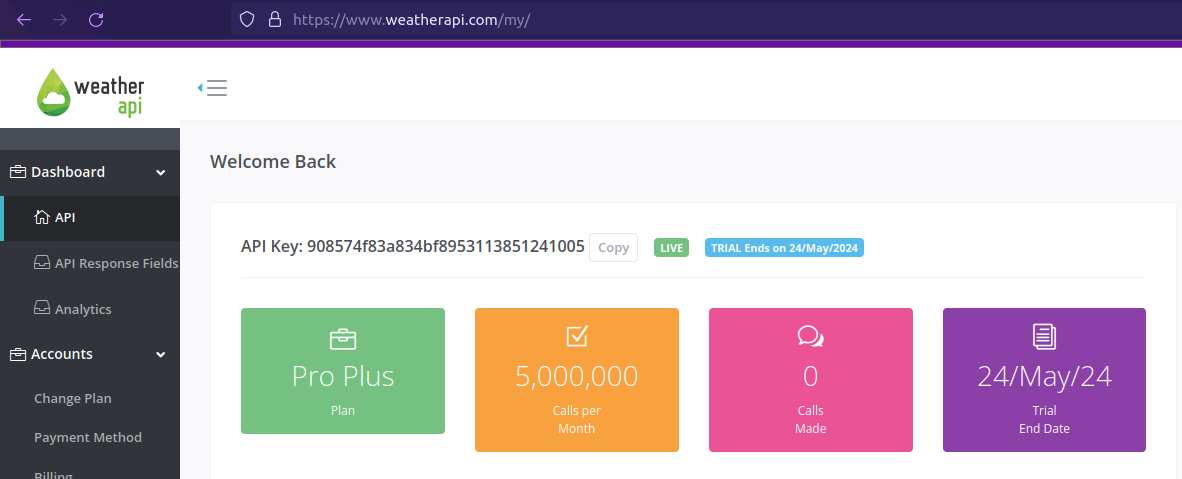 https://www.weatherapi.com/my/
weather
api
Dashboard
API
API Response Fields
Analytics
Accounts
Change Plan
Payment Method
Billing
Welcome Back
API Key: 908574f83a834bf8953113851241005 Copy LIVE TRIAL Ends on 24/May/2024
Pro Plus
Plan
5,000,000
Calls per
Month
0
Calls
Made
24/May/24
Trial
End Date